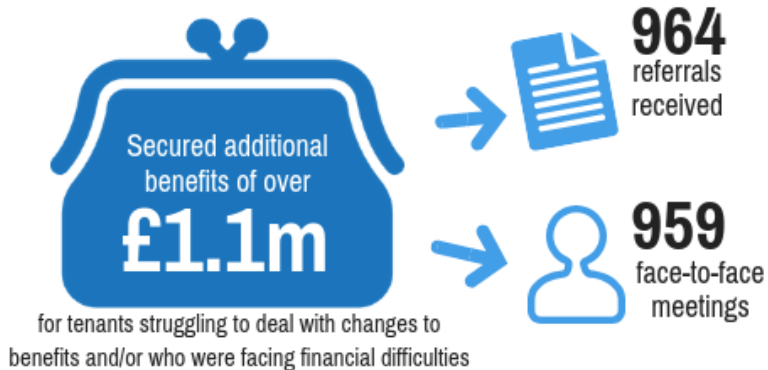 Secured additional
benefits of over
£1.1m
for tenants struggling to deal with changes to
benefits and/or who were facing financial difficulties
964
referrals
received
959
face-to-face
meetings